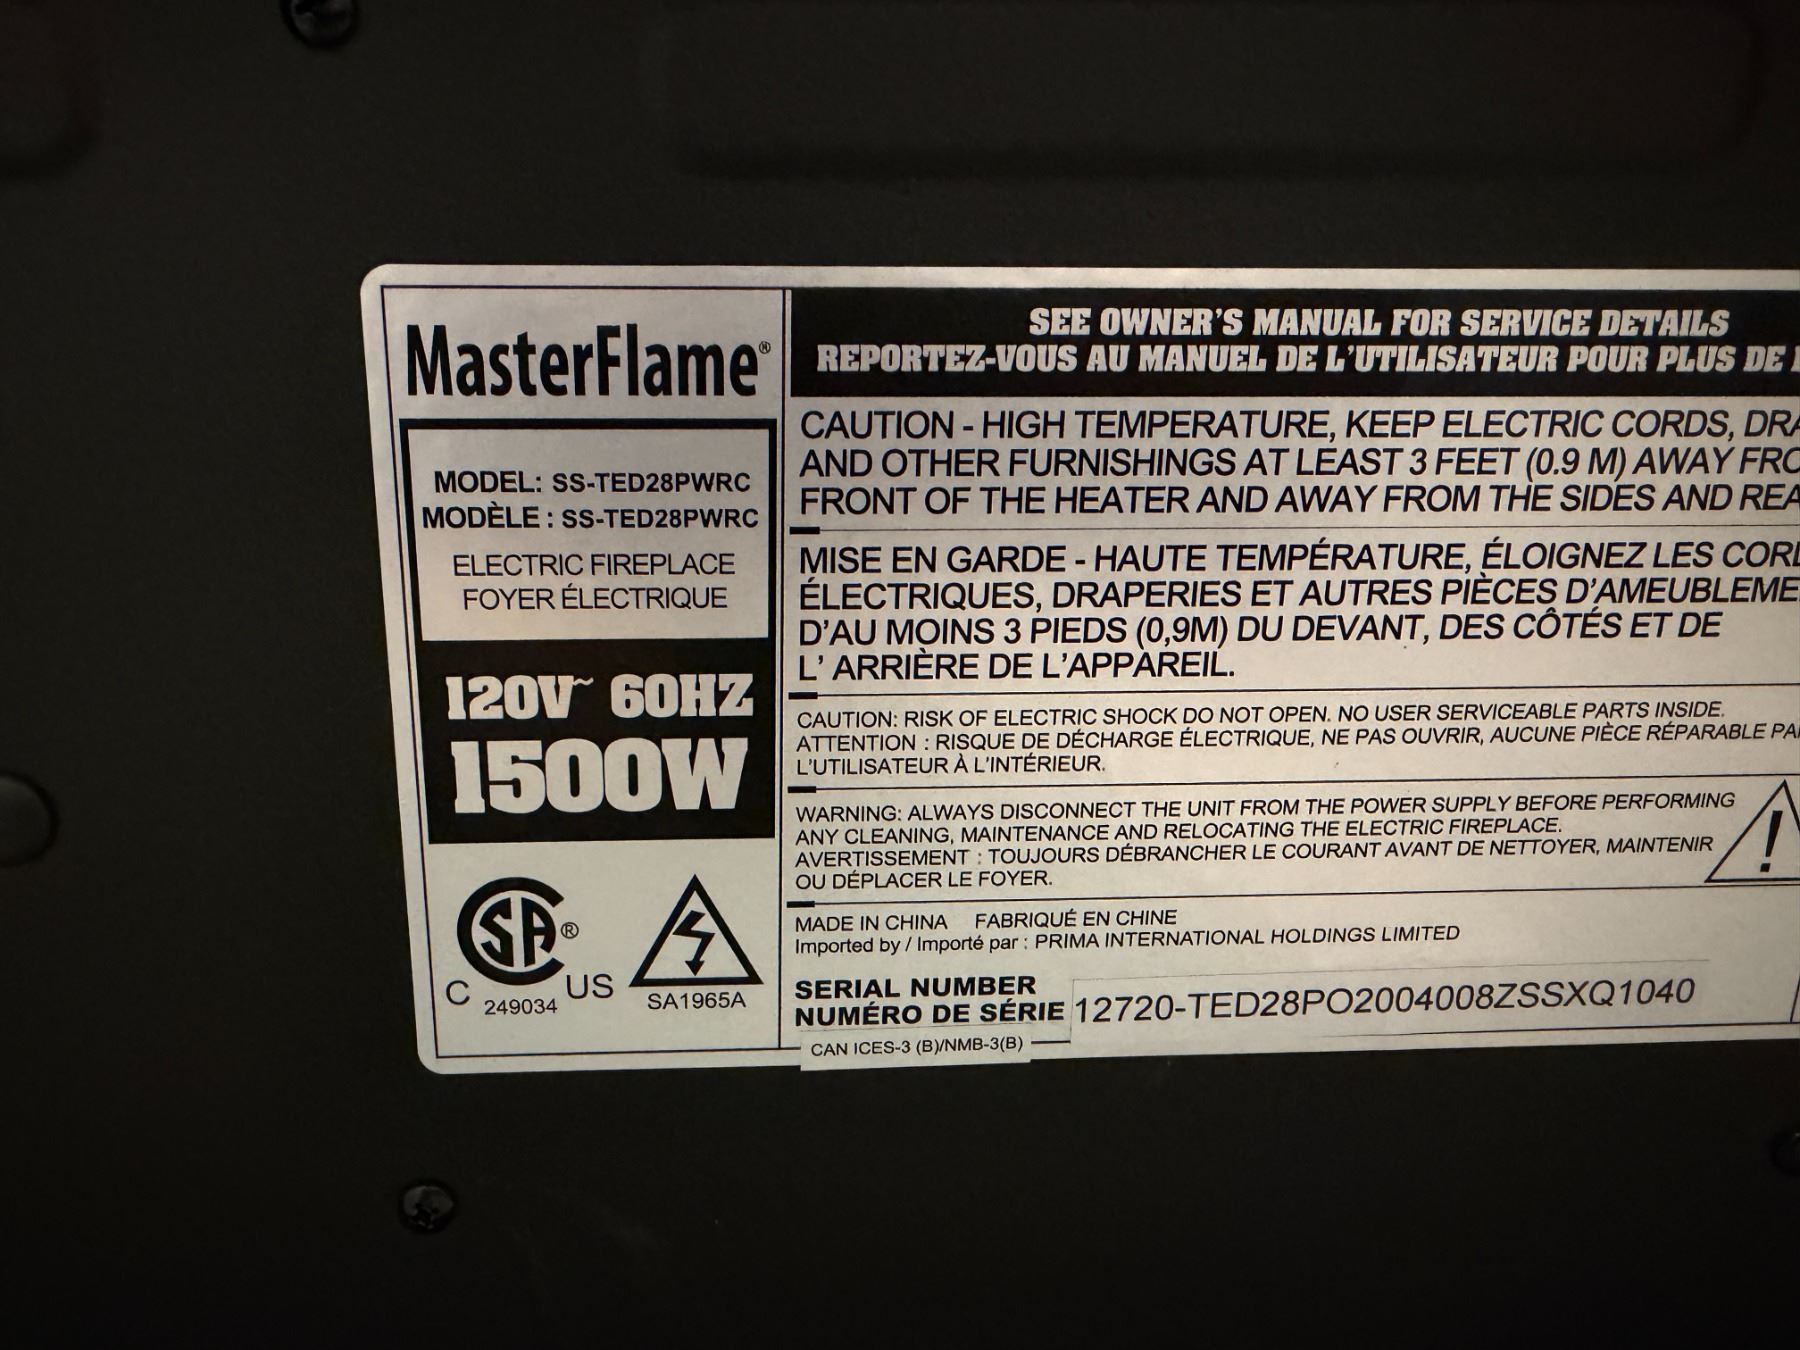 MasterFlame®
MODEL: SS-TED28PWRC
MODÈLE : SS-TED28PWRC
ELECTRIC FIREPLACE
FOYER ÉLECTRIQUE
120V~ 60HZ
1500W
SA®
C 249034 US
SA1965A
SEE OWNER'S MANUAL FOR SERVICE DETAILS
REPORTEZ-VOUS AU MANUEL DE L'UTILISATEUR POUR PLUS DE
CAUTION - HIGH TEMPERATURE, KEEP ELECTRIC CORDS,
AND OTHER FURNISHINGS AT LEAST 3 FEET (0.9 M) AWAY
FRONT OF THE HEATER AND AWAY FROM THE SIDES AND
MISE EN GARDE - HAUTE TEMPÉRATURE, ÉLOIGNEZ LES
ÉLECTRIQUES, DRAPERIES ET AUTRES PIÈCES
D'AU MOINS 3 PIEDS (0,9M) DU DEVANT, DES CÔTÉS ET DE
L' ARRIÈRE DE L'APPAREIL.
CAUTION: RISK OF ELECTRIC SHOCK DO NOT OPEN. NO USER SERVICEABLE PARTS INSIDE.
ATTENTION : RISQUE DE DÉCHARGE ÉLECTRIQUE, NE PAS OUVRIR, AUCUNE PIÈCE RÉPARABLE
L'UTILISATEUR À L'INTÉRIEUR.
WARNING: ALWAYS DISCONNECT THE UNIT FROM THE POWER SUPPLY BEFORE PERFORMING
ANY CLEANING, MAINTENANCE AND RELOCATING THE ELECTRIC FIREPLACE.
AVERTISSEMENT : TOUJOURS DÉBRANCHER LE COURANT AVANT DE NETTOYER, MAINTENIR
OU DÉPLACER LE FOYER.
!
MADE IN CHINA FABRIQUÉ EN CHINE
Imported by / Importé par : PRIMA INTERNATIONAL HOLDINGS LIMITED
SERIAL NUMBER
NUMÉRO DE SÉRIE 12720-TED28PO2004008ZSSXQ1040
CAN ICES-3 (B)/NMB-3(B)